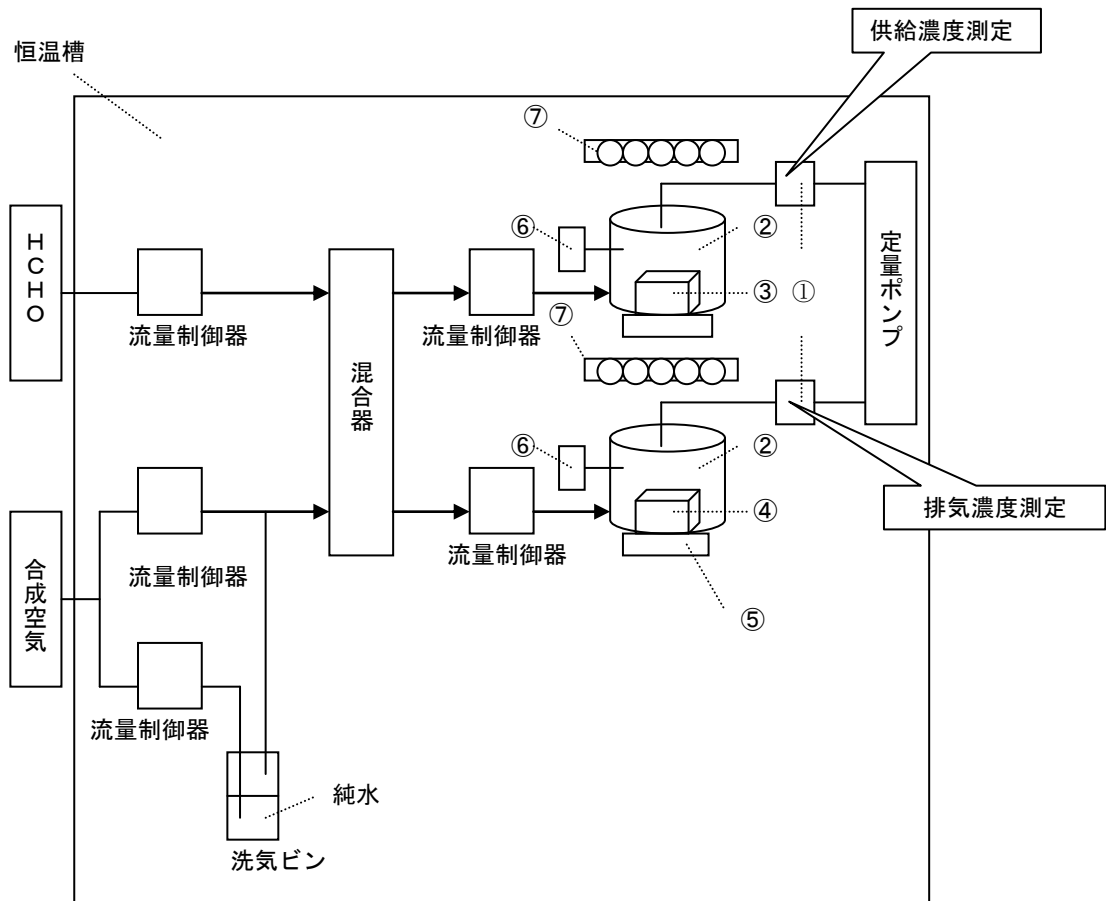 供給濃度測定
恒温槽
⑦
⑥
②
HCHO
定量ポンプ
③
①
流量制御器
流量制御器
⑦
混合器
⑥
②
④
排気濃度測定
流量制御器
流量制御器
合成空気
⑤
流量制御器
純水
洗気ビン